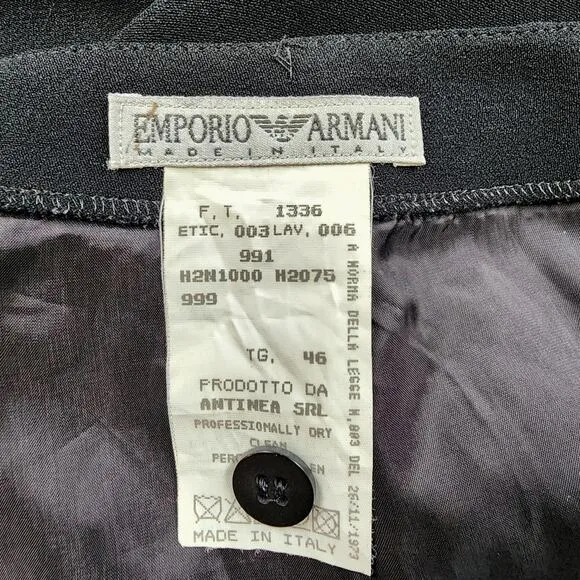 EMPORIO ARMANI
MADE IN ITALY
F.T. 1336
ETIC. 003 LAV. 006
991
H2N1000 H2075
999
TG. 46
PRODOTTO DA
ANTINEA SRL
PROFESSIONALLY DRY
CLEAN
MADE IN ITALY
A NORMA DELLA LEGGE N.883 DEL 26/11/1973